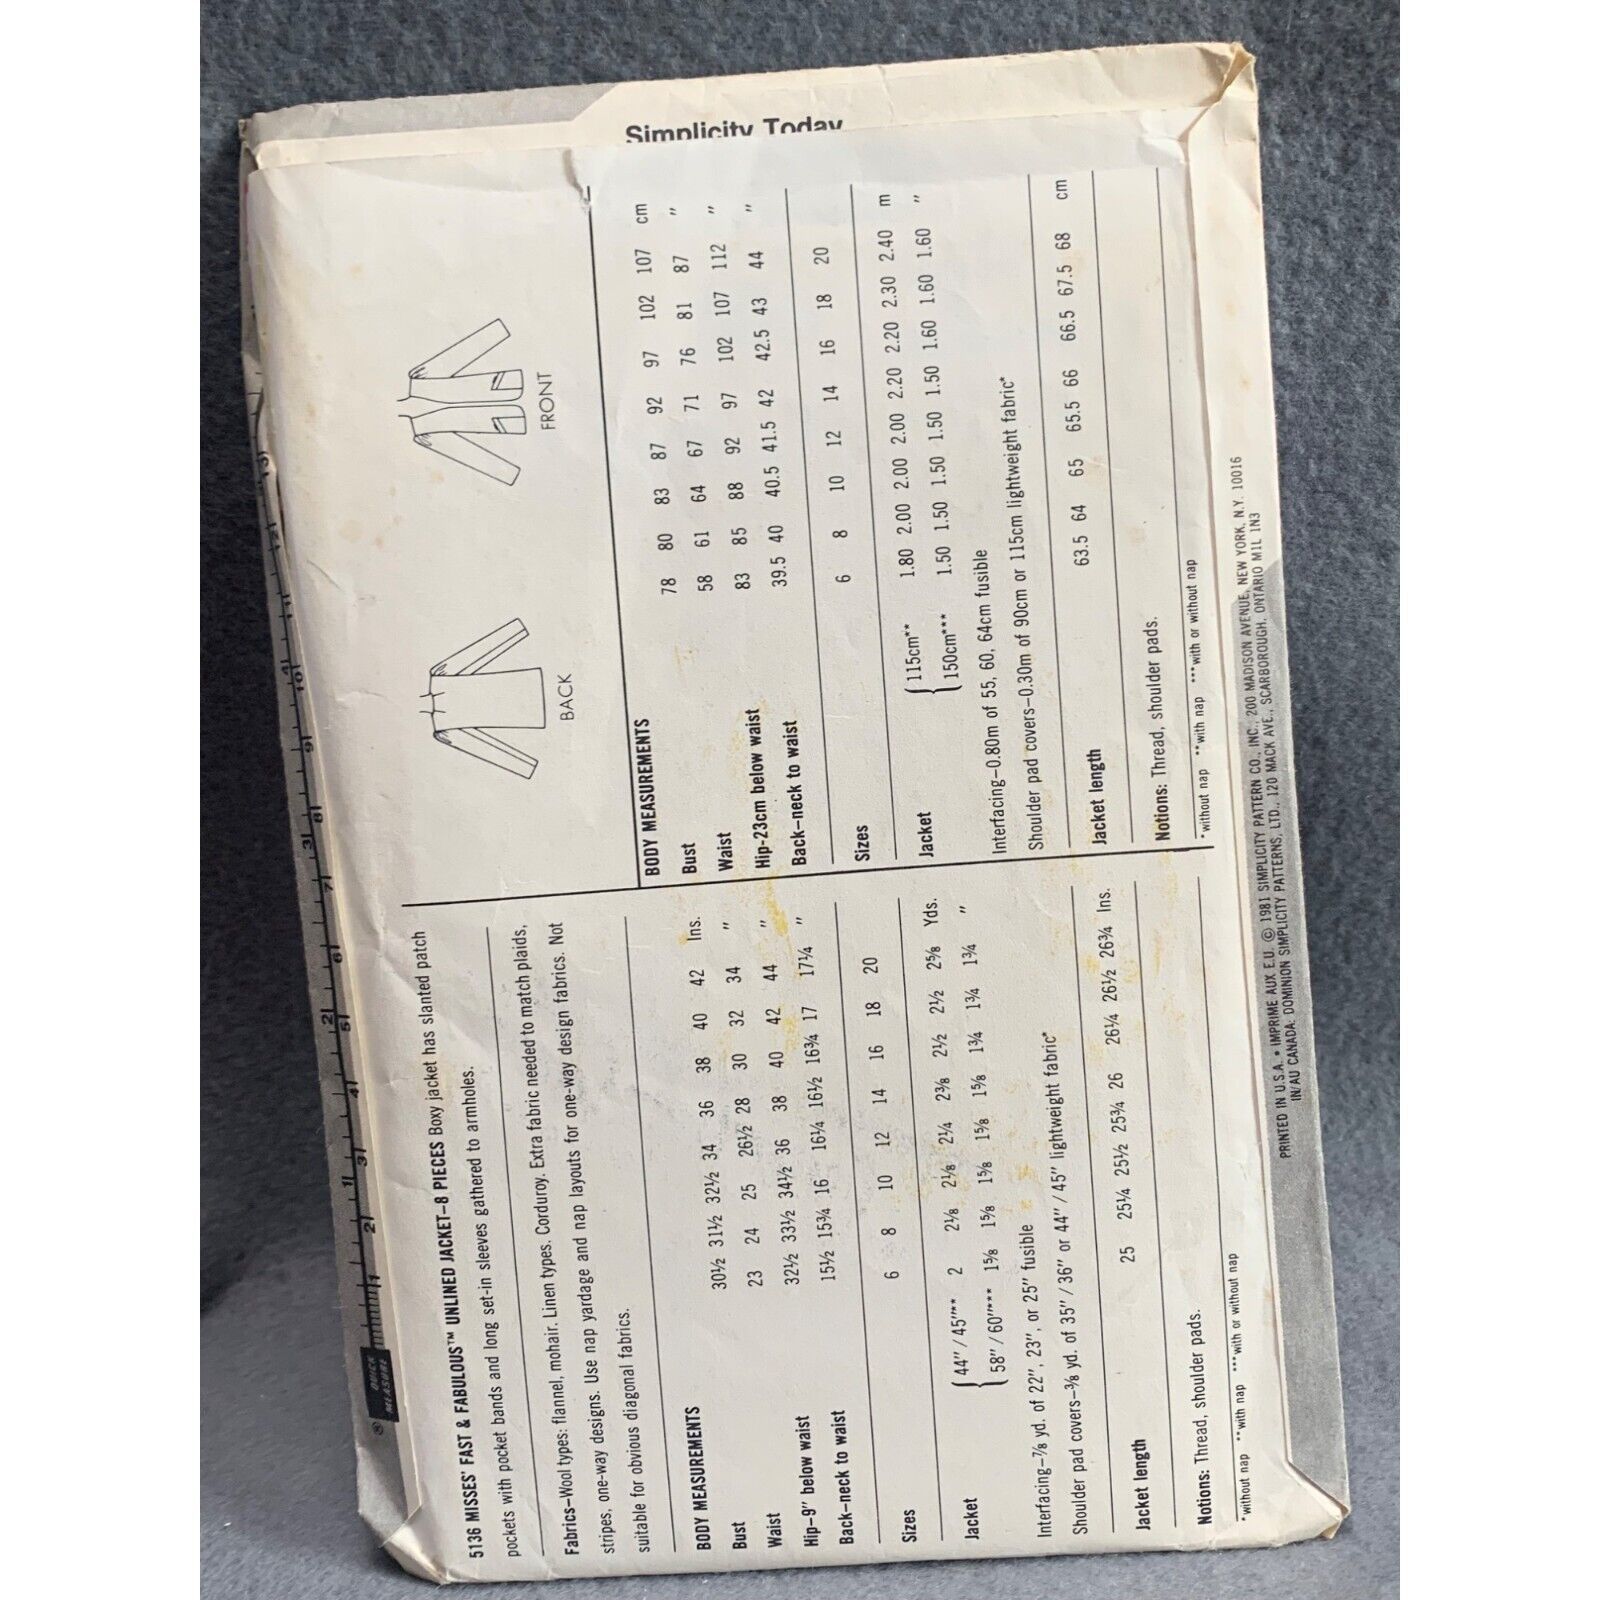 Simplicity Today
5136 MISSES' FAST & FABULOUS™ UNLINED JACKET–8 PIECES Boxy jacket has slanted patch
pockets with pocket bands and long set-in sleeves gathered to armholes.
Fabrics–Wool types: flannel, mohair. Linen types. Corduroy. Extra fabric needed to match plaids,
stripes, one-way designs. Use nap yardage and nap layouts for one-way design fabrics. Not
suitable for obvious diagonal fabrics.
BODY MEASUREMENTS
Bust 30½ 31½ 32½ 34 36 38 40 42 Ins.
Waist 23 24 25 26½ 28 30 32 34 "
Hip–9" below waist 32½ 33½ 34½ 36 38 40 42 44 "
Back–neck to waist 15½ 15¾ 16 16¼ 16½ 16¾ 17 17¼ "
Sizes 6 8 10 12 14 16 18 20
Jacket { 44" / 45"** 2 2⅛ 2⅛ 2¼ 2⅜ 2½ 2½ 2⅝ Yds.
{ 58" / 60"*** 1⅝ 1⅝ 1⅝ 1⅝ 1⅝ 1¾ 1¾ 1¾ "
Interfacing–⅞ yd. of 22", 23", or 25" fusible
Shoulder pad covers–⅜ yd. of 35" / 36" or 44" / 45" lightweight fabric*
Jacket length 25 25¼ 25½ 25¾ 26 26¼ 26½ 26¾ Ins.
Notions: Thread, shoulder pads.
*without nap **with nap ***with or without nap
BACK
FRONT
BODY MEASUREMENTS
Bust 78 80 83 87 92 97 102 107 cm
Waist 58 61 64 67 71 76 81 87 "
Hip-23cm below waist 83 85 88 92 97 102 107 112 "
Back–neck to waist 39.5 40 40.5 41.5 42 42.5 43 44 "
Sizes 6 8 10 12 14 16 18 20
Jacket { 115cm** 1.80 2.00 2.00 2.00 2.20 2.20 2.30 2.40 m
{ 150cm*** 1.50 1.50 1.50 1.50 1.50 1.60 1.60 1.60 "
Interfacing–0.80m of 55, 60, 64cm fusible
Shoulder pad covers–0.30m of 90cm or 115cm lightweight fabric*
Jacket length 63.5 64 65 65.5 66 66.5 67.5 68 cm
Notions: Thread, shoulder pads.
*without nap **with nap ***with or without nap
PRINTED IN U.S.A. • IMPRIME AUX E.U. © 1981 SIMPLICITY PATTERN CO., INC., 200 MADISON AVENUE, NEW YORK, N.Y. 10016
IN/AU CANADA: DOMINION SIMPLICITY PATTERNS, LTD., 120 MACK AVE., SCARBOROUGH, ONTARIO M1L 1N3
® QUICK
MEASURE